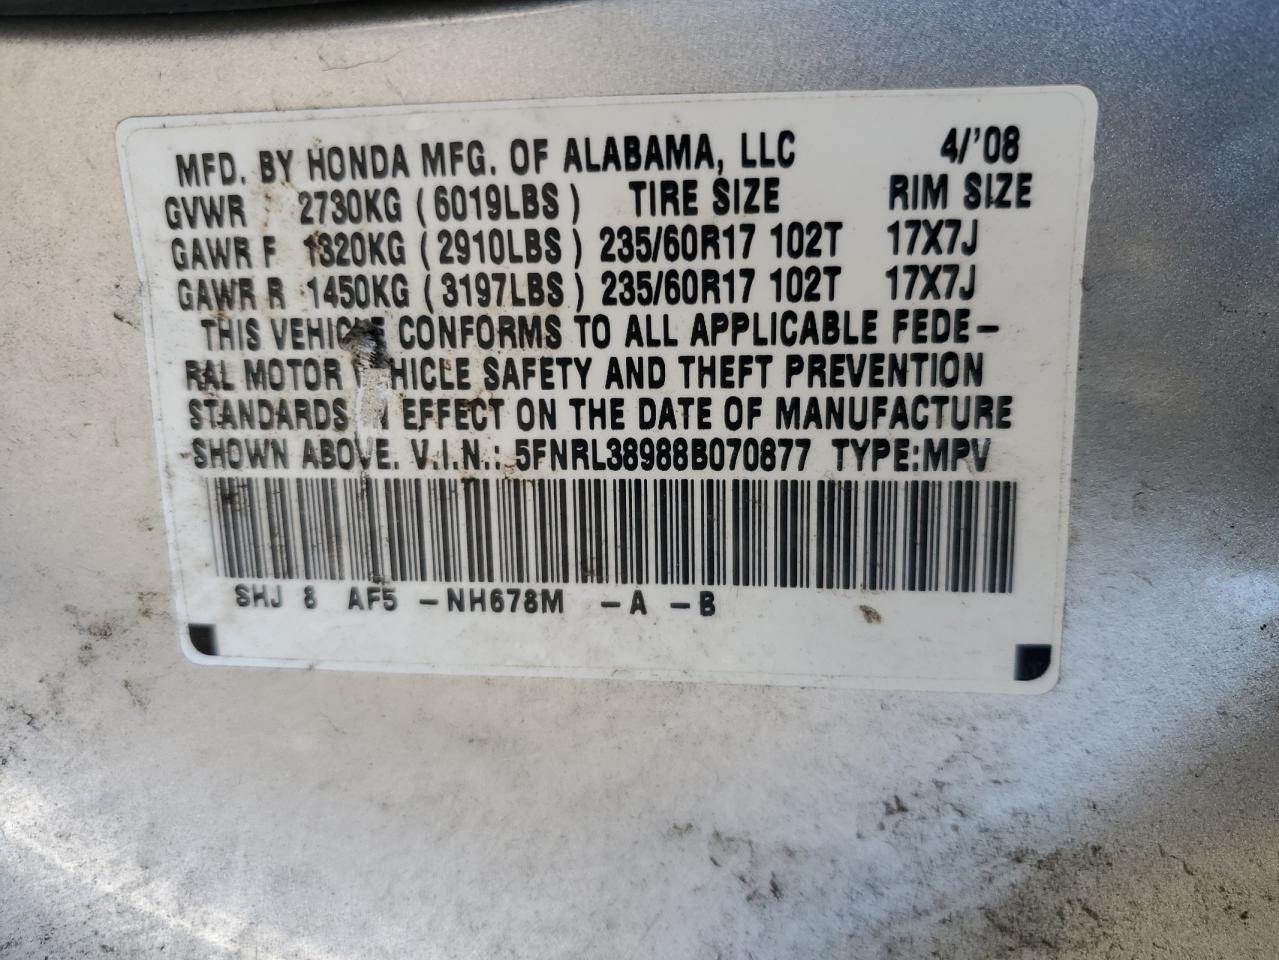 MFD. BY HONDA MFG. OF ALABAMA, LLC 4/'08
GVWR 2730KG (6019LBS) TIRE SIZE RIM SIZE
GAWR F 1320KG (2910LBS) 235/60R17 102T 17X7J
GAWR R 1450KG (3197LBS) 235/60R17 102T 17X7J
THIS VEHICLE CONFORMS TO ALL APPLICABLE FEDE-
RAL MOTOR VEHICLE SAFETY AND THEFT PREVENTION
STANDARDS IN EFFECT ON THE DATE OF MANUFACTURE
SHOWN ABOVE. V.I.N.: 5FNRL38988B070877 TYPE:MPV
SHJ 8 AF5 -NH678M -A -B